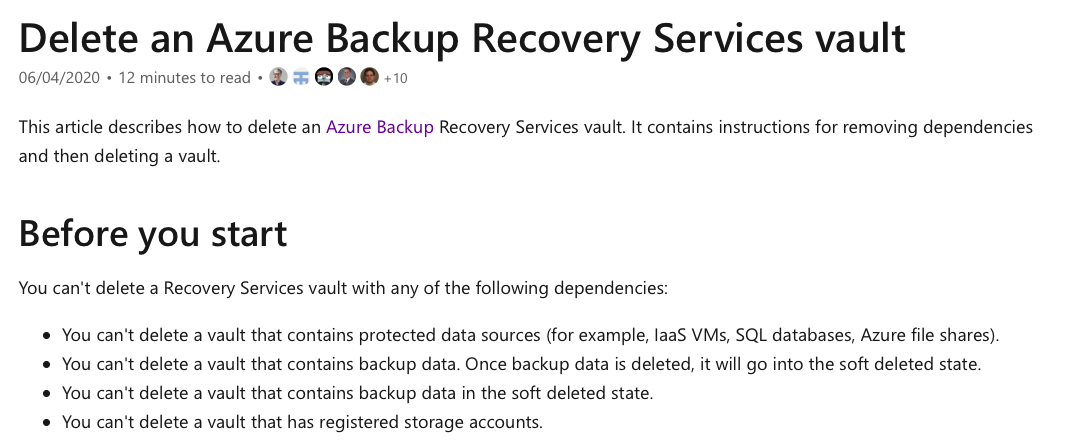 Delete an Azure Backup Recovery Services vault
06/04/2020 • 12 minutes to read • +10
This article describes how to delete an Azure Backup Recovery Services vault. It contains instructions for removing dependencies
and then deleting a vault.
Before you start
You can't delete a Recovery Services vault with any of the following dependencies:
• You can't delete a vault that contains protected data sources (for example, IaaS VMs, SQL databases, Azure file shares).
• You can't delete a vault that contains backup data. Once backup data is deleted, it will go into the soft deleted state.
• You can't delete a vault that contains backup data in the soft deleted state.
• You can't delete a vault that has registered storage accounts.